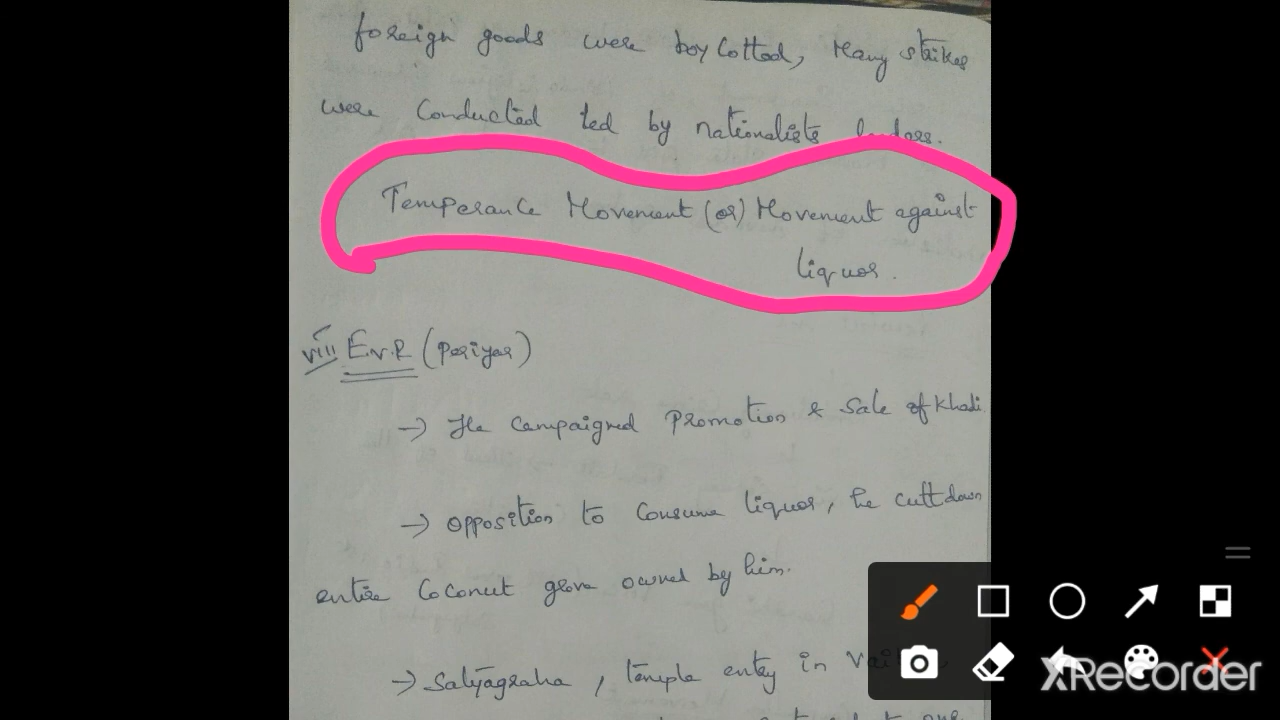 foreign goods were boycotted, Many strikes
were Conducted led by nationalists leaders.
Temperance Movement (or) Movement against
liquor.
viii E.V.R (Periyar)
→ He Campaigned Promotion & Sale of Khadi
→ opposition to Consume liquor, he cutt down
entire Coconut grove owned by him.
→ Satyagraha, temple entry in
XRecorder